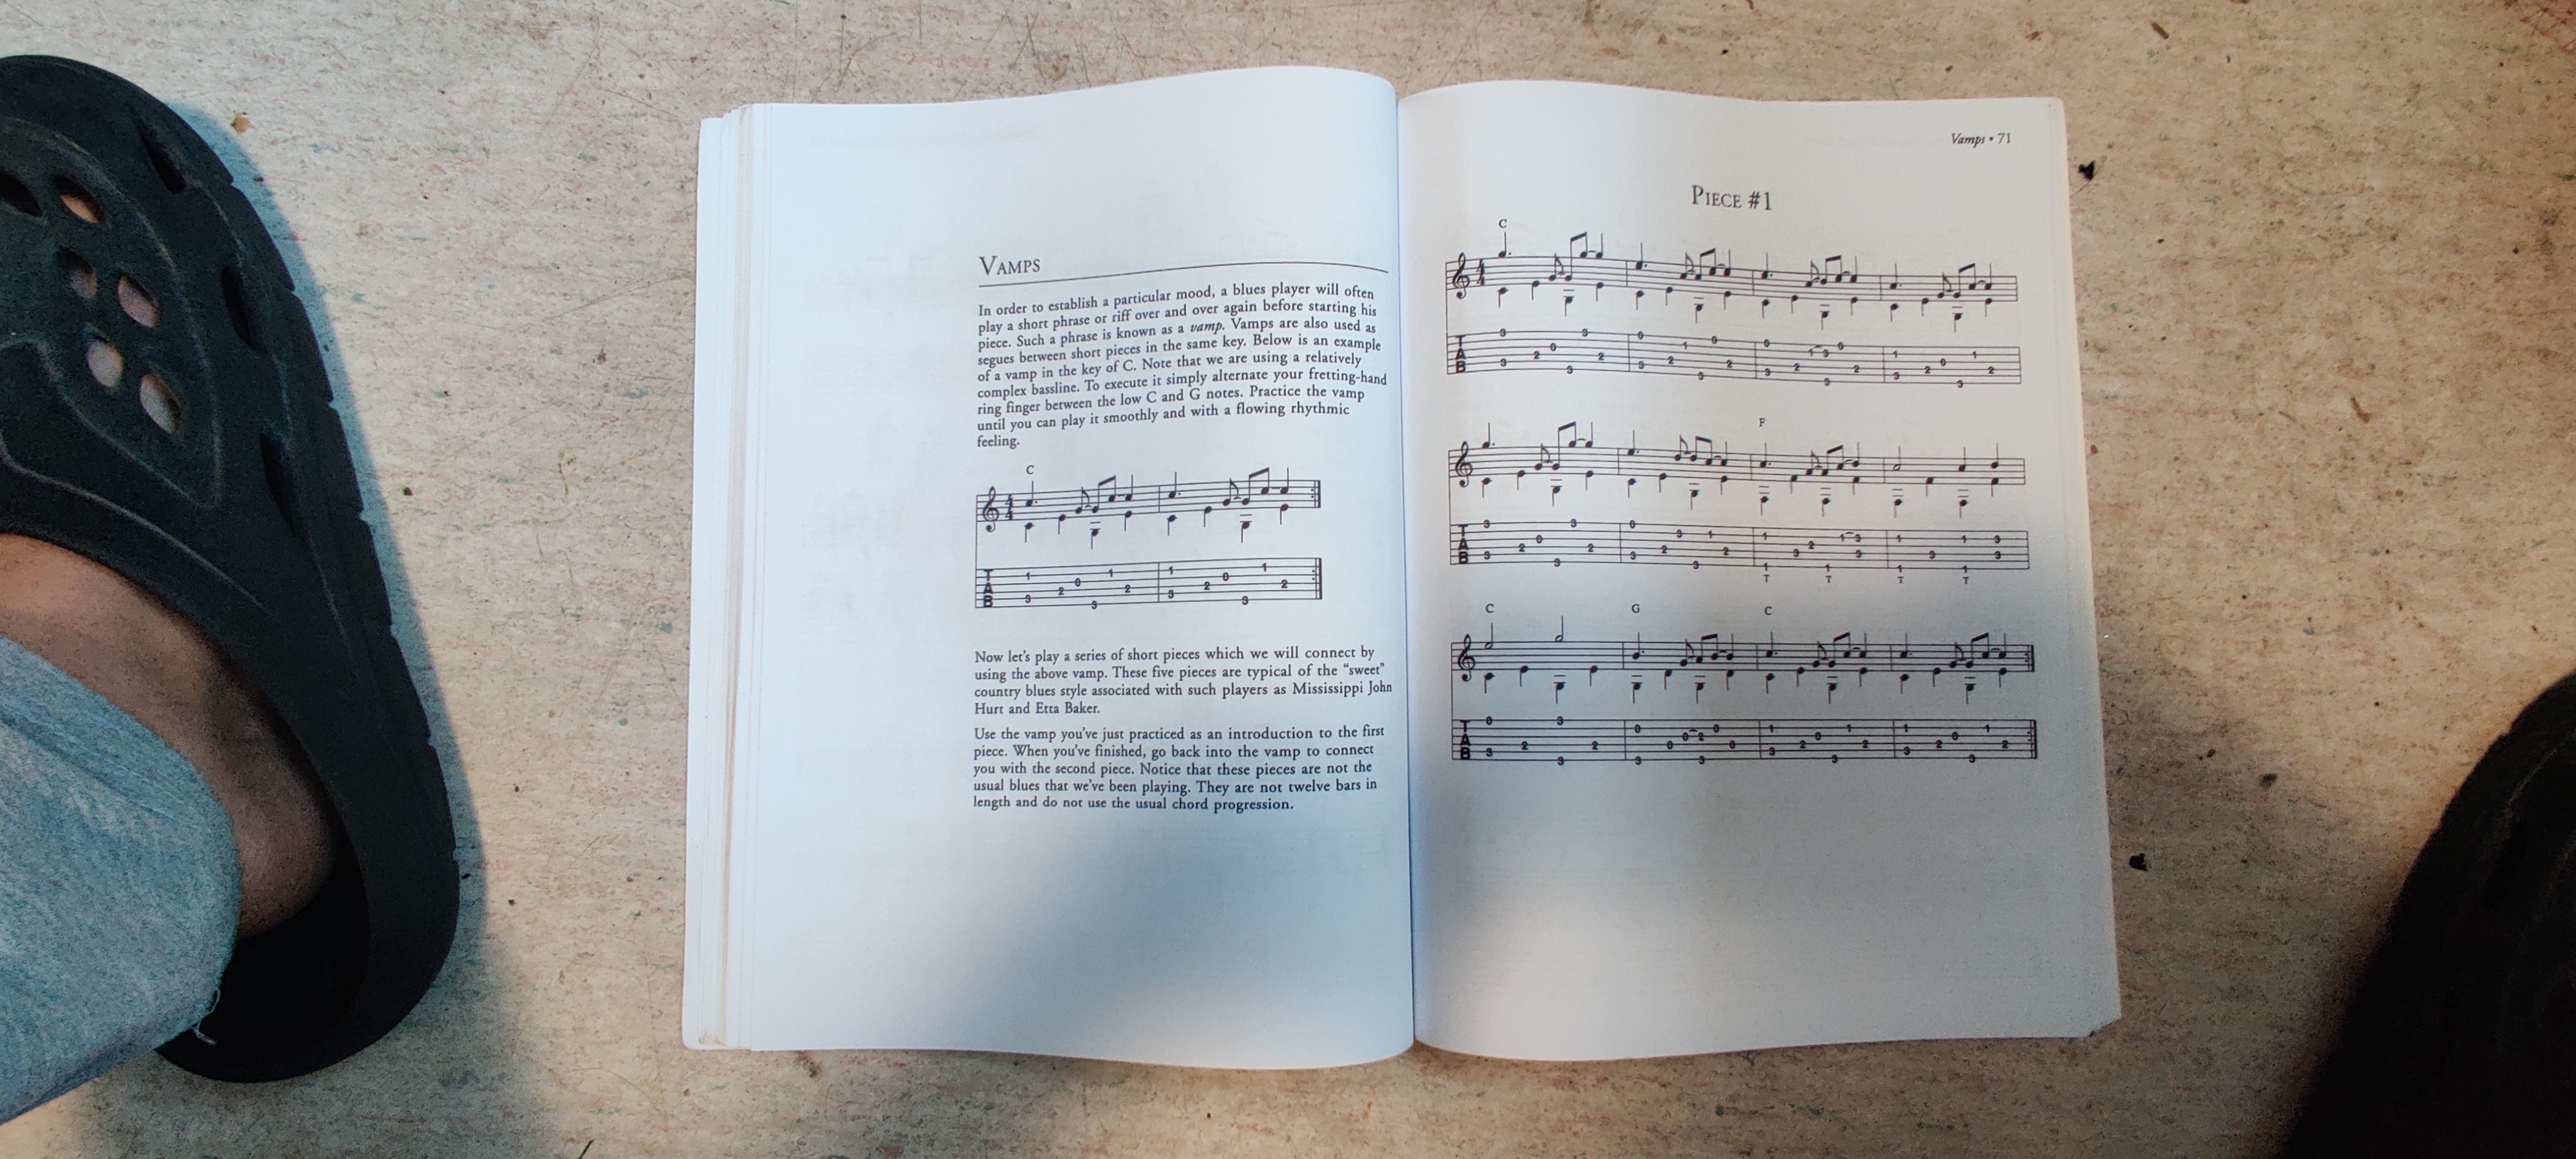 VAMPS
In order to establish a particular mood, a blues player will often
play a short phrase or riff over and over again before starting his
piece. Such a phrase is known as a vamp. Vamps are also used as
segues between short pieces in the same key. Below is an example
of a vamp in the key of C. Note that we are using a relatively
complex bassline. To execute it simply alternate your fretting-hand
ring finger between the low C and G notes. Practice the vamp
until you can play it smoothly and with a flowing rhythmic
feeling.
C
T
A
B
Now let's play a series of short pieces which we will connect by
using the above vamp. These five pieces are typical of the "sweet"
country blues style associated with such players as Mississippi John
Hurt and Etta Baker.
Use the vamp you've just practiced as an introduction to the first
piece. When you've finished, go back into the vamp to connect
you with the second piece. Notice that these pieces are not the
usual blues that we've been playing. They are not twelve bars in
length and do not use the usual chord progression.
Vamps • 71
PIECE #1
C
T
A
B
F
T
A
B
T T T T
C G C
T
A
B